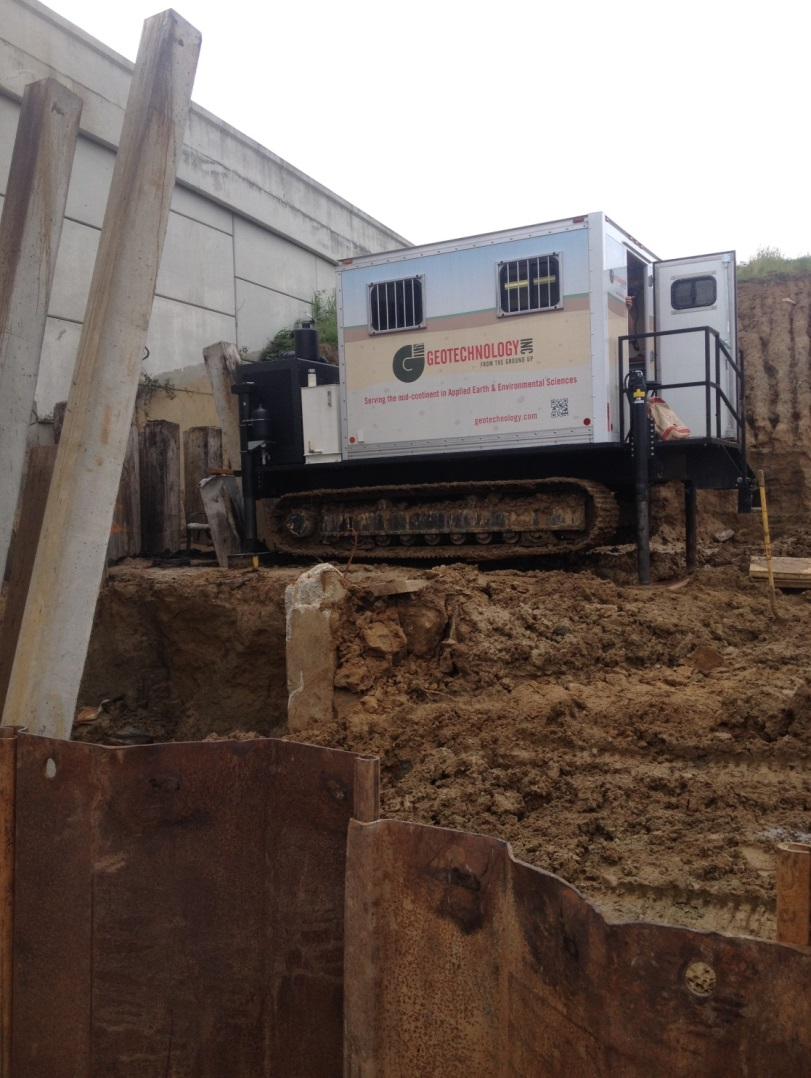 GEOTECHNOLOGY INC
FROM THE GROUND UP
Serving the mid-continent in Applied Earth & Environmental Sciences
geotechnology.com